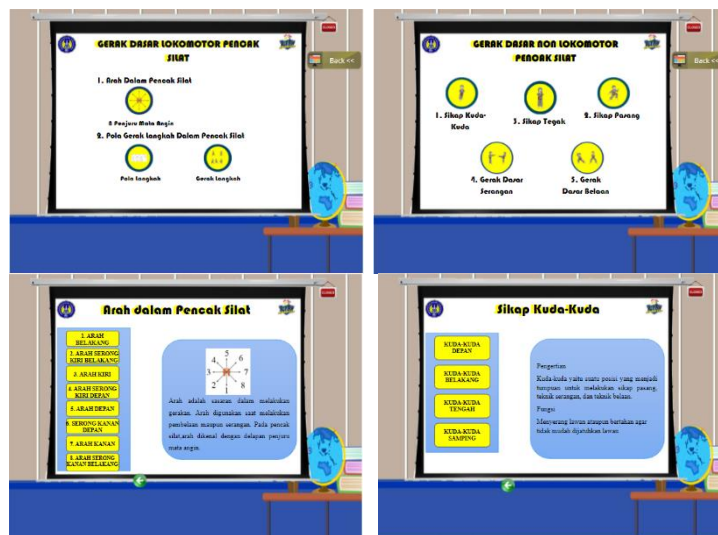 GERAK DASAR LOKOMOTOR PENCAK
SILAT
Back <<
1. Arah Dalam Pencak Silat
8 Penjuru Mata Angin
2. Pola Gerak Langkah Dalam Pencak Silat
Pola Langkah
Gerak Langkah
GERAK DASAR NON LOKOMOTOR
PENCAK SILAT
Back <<
1. Sikap Kuda-
Kuda
3. Sikap Tegak
2. Sikap Pasang
4. Gerak Dasar
Serangan
5. Gerak
Dasar Belaan
Arah dalam Pencak Silat
1. ARAH
BELAKANG
2. ARAH SERONG
KIRI BELAKANG
3. ARAH KIRI
4. ARAH SERONG
KIRI DEPAN
5. ARAH DEPAN
6. SERONG KANAN
DEPAN
7. ARAH KANAN
8. ARAH SERONG
KANAN BELAKANG
5
4 6
3 7
2 8
1
Arah adalah sasaran dalam melakukan
gerakan. Arah digunakan saat melakukan
pembelaan maupun serangan. Pada pencak
silat,arah dikenal dengan delapan penjuru
mata angin.
Sikap Kuda-Kuda
KUDA-KUDA
DEPAN
KUDA-KUDA
BELAKANG
KUDA-KUDA
TENGAH
KUDA-KUDA
SAMPING
Pengertian
Kuda-kuda yaitu suatu posisi yang menjadi
tumpuan untuk melakukan sikap pasang,
teknik serangan, dan teknik belaan.
Fungsi
Menyerang lawan ataupun bertahan agar
tidak mudah dijatuhkan lawan